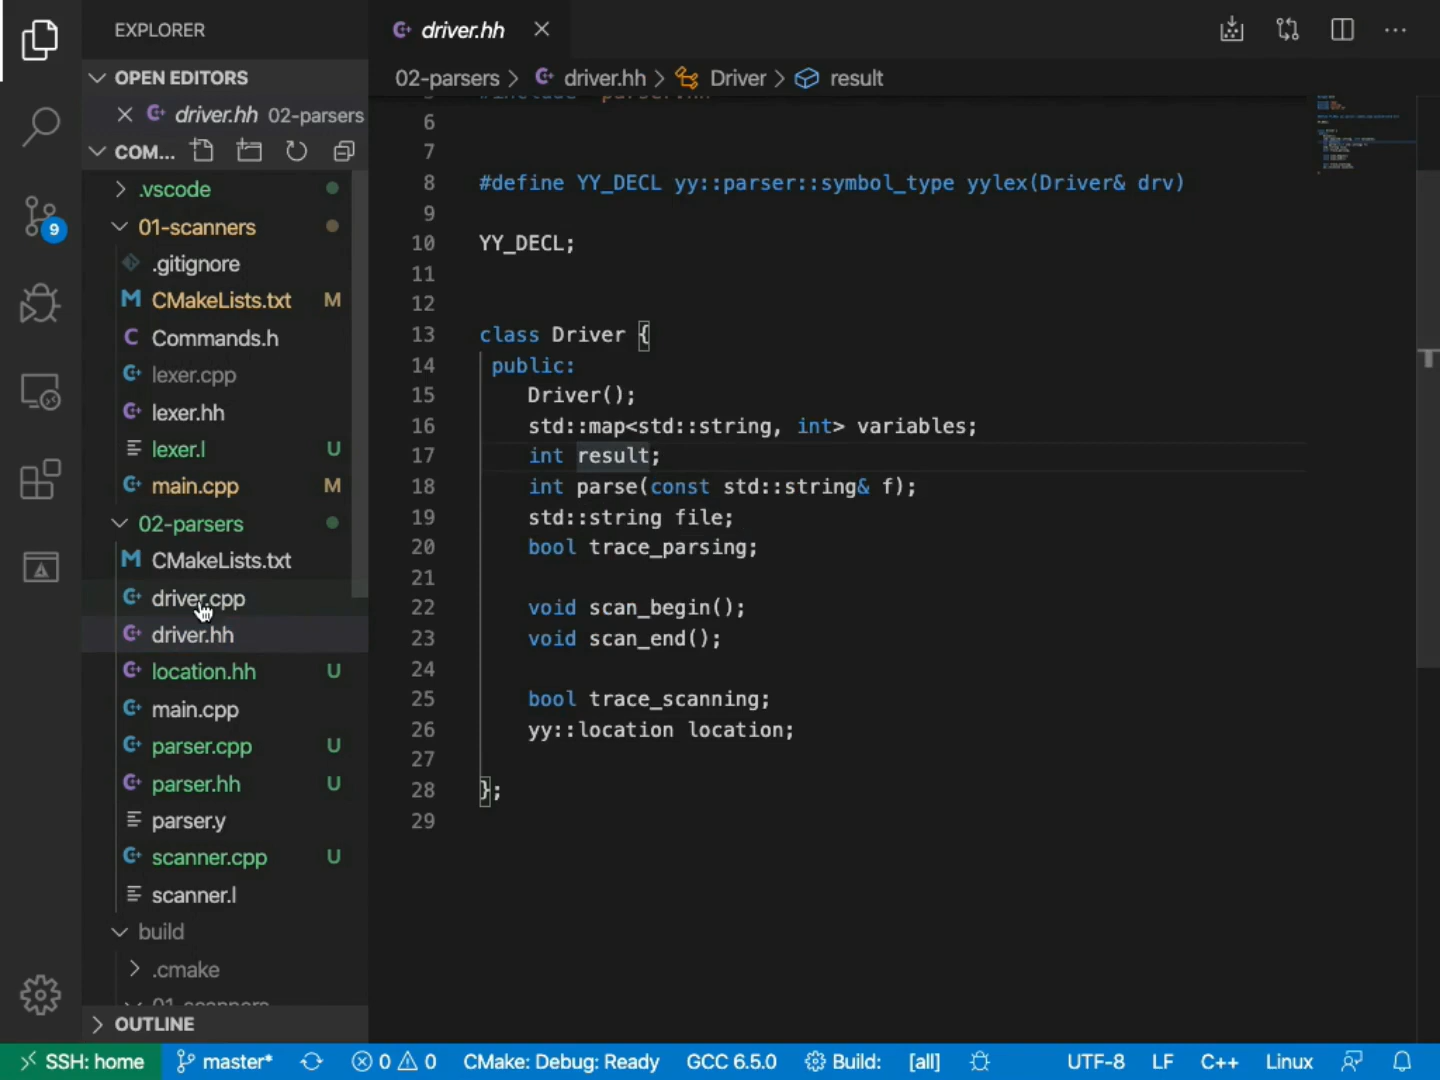 EXPLORER
OPEN EDITORS
driver.hh 02-parsers
COM...
.vscode
01-scanners
.gitignore
CMakeLists.txt M
Commands.h
lexer.cpp
lexer.hh
lexer.l U
main.cpp M
02-parsers
CMakeLists.txt
driver.cpp
driver.hh
location.hh U
main.cpp
parser.cpp U
parser.hh U
parser.y
scanner.cpp U
scanner.l
build
.cmake
01-scanners
OUTLINE
9
driver.hh
02-parsers > driver.hh > Driver > result
6
7
8 #define YY_DECL yy::parser::symbol_type yylex(Driver& drv)
9
10 YY_DECL;
11
12
13 class Driver {
14 public:
15 Driver();
16 std::map<std::string, int> variables;
17 int result;
18 int parse(const std::string& f);
19 std::string file;
20 bool trace_parsing;
21
22 void scan_begin();
23 void scan_end();
24
25 bool trace_scanning;
26 yy::location location;
27
28 };
29
SSH: home master* 0 0 CMake: Debug: Ready GCC 6.5.0 Build: [all] UTF-8 LF C++ Linux